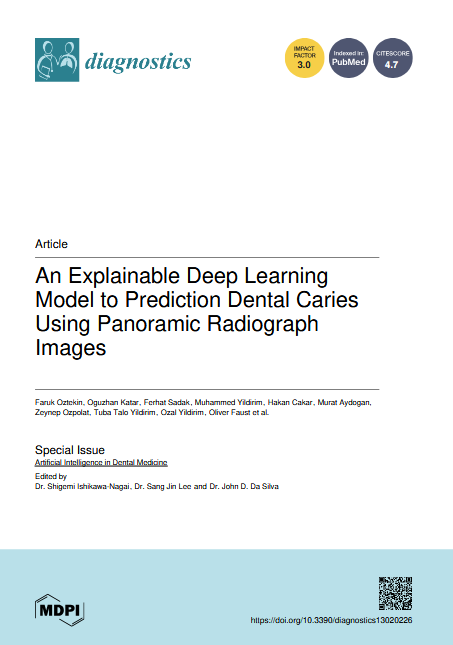 diagnostics
IMPACT
FACTOR
3.0
Indexed in:
PubMed
CITESCORE
4.7
Article
An Explainable Deep Learning
Model to Prediction Dental Caries
Using Panoramic Radiograph
Images
Faruk Oztekin, Oguzhan Katar, Ferhat Sadak, Muhammed Yildirim, Hakan Cakar, Murat Aydogan,
Zeynep Ozpolat, Tuba Talo Yildirim, Ozal Yildirim, Oliver Faust et al.
Special Issue
Artificial Intelligence in Dental Medicine
Edited by
Dr. Shigemi Ishikawa-Nagai, Dr. Sang Jin Lee and Dr. John D. Da Silva
MDPI
https://doi.org/10.3390/diagnostics13020226